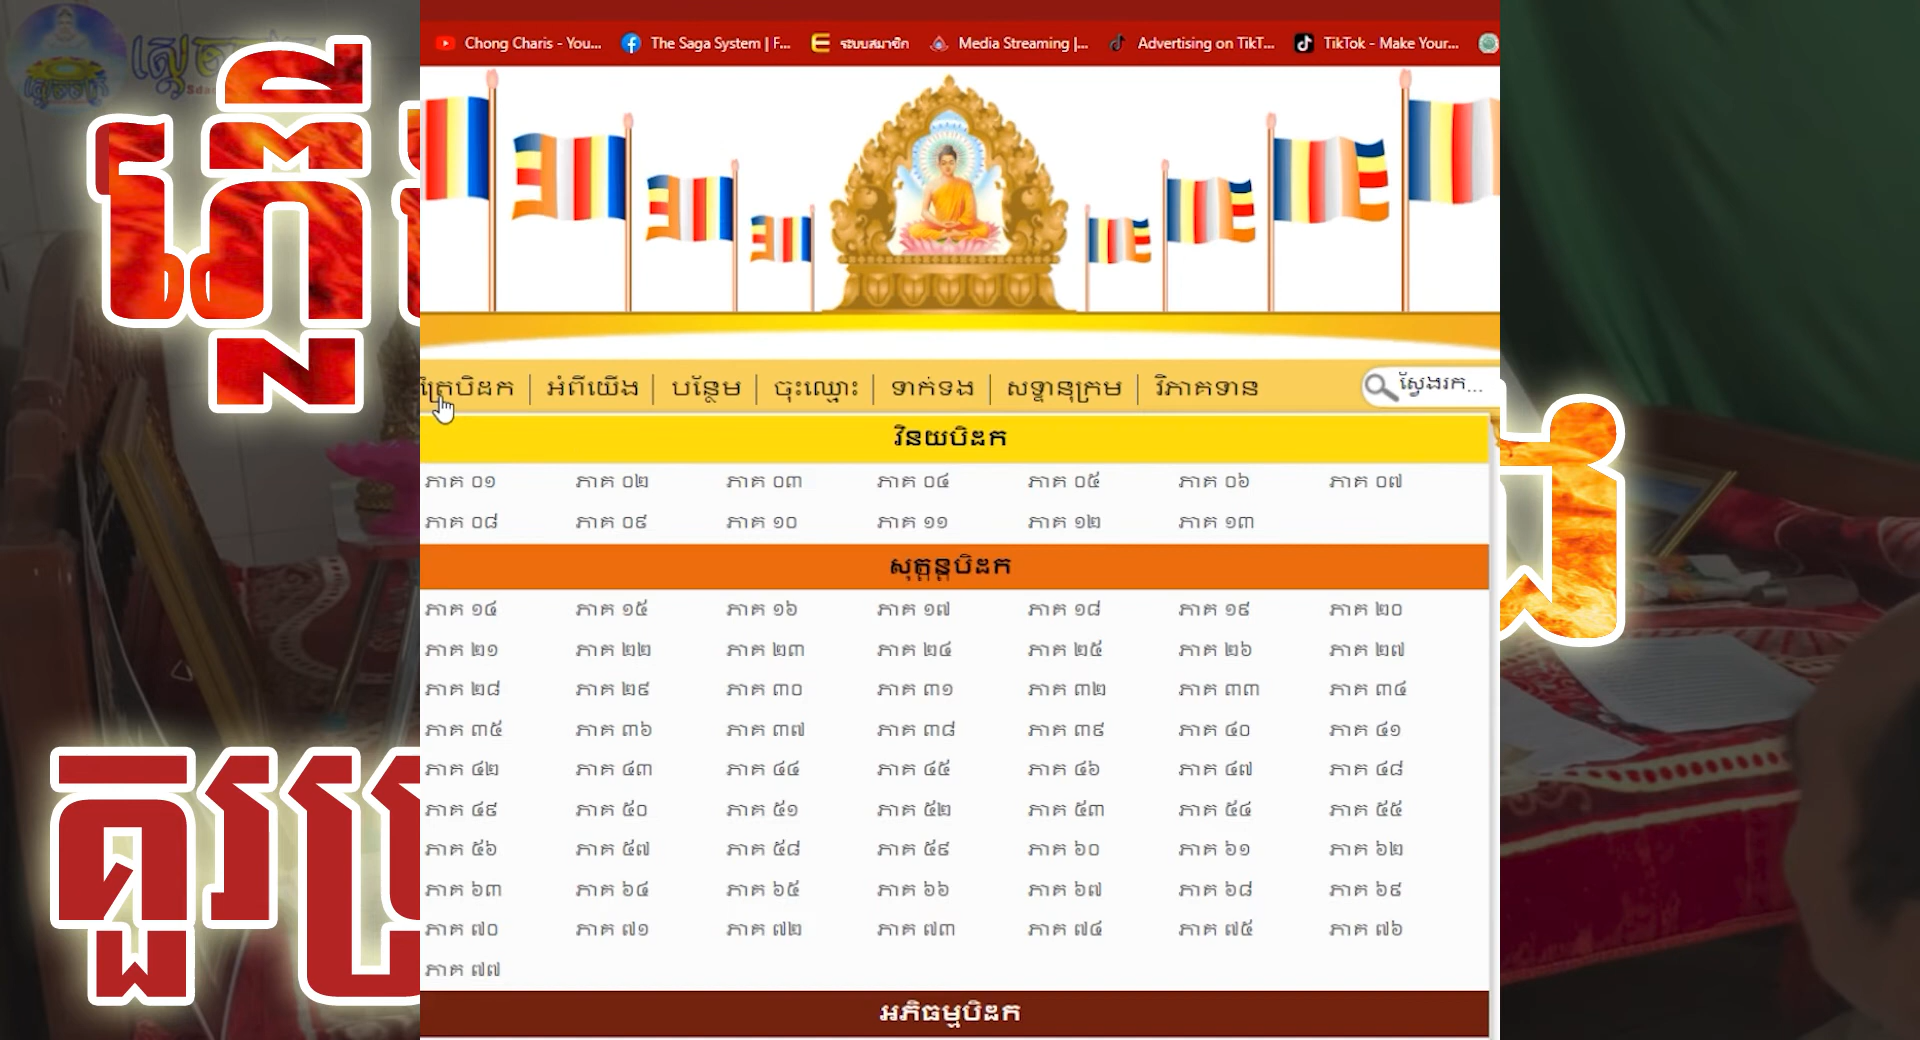 Chong Charis - You... The Saga System | F... ระบบสมาชิก Media Streaming |... Advertising on TikT... TikTok - Make Your...
ត្រៃបិដក អំពីយើង បន្ថែម ចុះឈ្មោះ ទាក់ទង សទ្ទានុក្រម វិភាគទាន ស្វែងរក...
វិនយបិដក
ភាគ ០១ ភាគ ០២ ភាគ ០៣ ភាគ ០៤ ភាគ ០៥ ភាគ ០៦ ភាគ ០៧
ភាគ ០៨ ភាគ ០៩ ភាគ ១០ ភាគ ១១ ភាគ ១២ ភាគ ១៣
សុត្តន្តបិដក
ភាគ ១៤ ភាគ ១៥ ភាគ ១៦ ភាគ ១៧ ភាគ ១៨ ភាគ ១៩ ភាគ ២០
ភាគ ២១ ភាគ ២២ ភាគ ២៣ ភាគ ២៤ ភាគ ២៥ ភាគ ២៦ ភាគ ២៧
ភាគ ២៨ ភាគ ២៩ ភាគ ៣០ ភាគ ៣១ ភាគ ៣២ ភាគ ៣៣ ភាគ ៣៤
ភាគ ៣៥ ភាគ ៣៦ ភាគ ៣៧ ភាគ ៣៨ ភាគ ៣៩ ភាគ ៤០ ភាគ ៤១
ភាគ ៤២ ភាគ ៤៣ ភាគ ៤៤ ភាគ ៤៥ ភាគ ៤៦ ភាគ ៤៧ ភាគ ៤៨
ភាគ ៤៩ ភាគ ៥០ ភាគ ៥១ ភាគ ៥២ ភាគ ៥៣ ភាគ ៥៤ ភាគ ៥៥
ភាគ ៥៦ ភាគ ៥៧ ភាគ ៥៨ ភាគ ៥៩ ភាគ ៦០ ភាគ ៦១ ភាគ ៦២
ភាគ ៦៣ ភាគ ៦៤ ភាគ ៦៥ ភាគ ៦៦ ភាគ ៦៧ ភាគ ៦៨ ភាគ ៦៩
ភាគ ៧០ ភាគ ៧១ ភាគ ៧២ ភាគ ៧៣ ភាគ ៧៤ ភាគ ៧៥ ភាគ ៧៦
ភាគ ៧៧
អភិធម្មបិដក